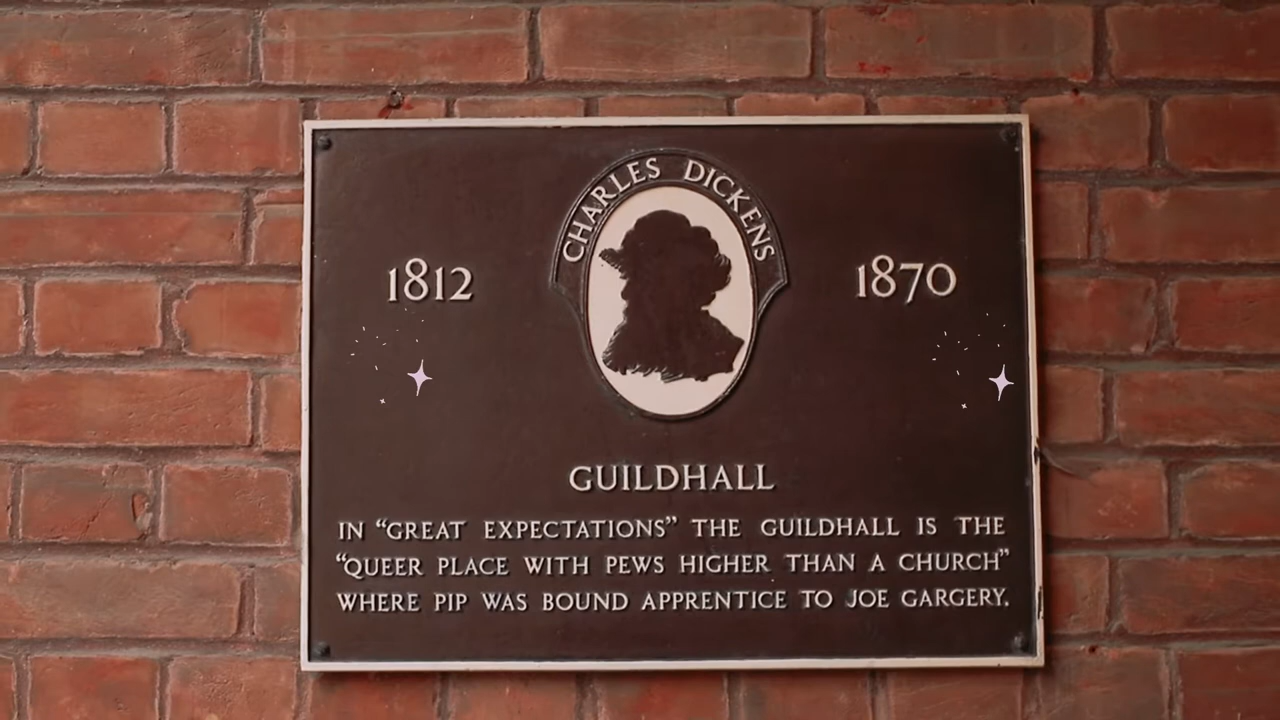 CHARLES DICKENS
1812 1870
GUILDHALL
IN “GREAT EXPECTATIONS” THE GUILDHALL IS THE
“QUEER PLACE WITH PEWS HIGHER THAN A CHURCH”
WHERE PIP WAS BOUND APPRENTICE TO JOE GARGERY.